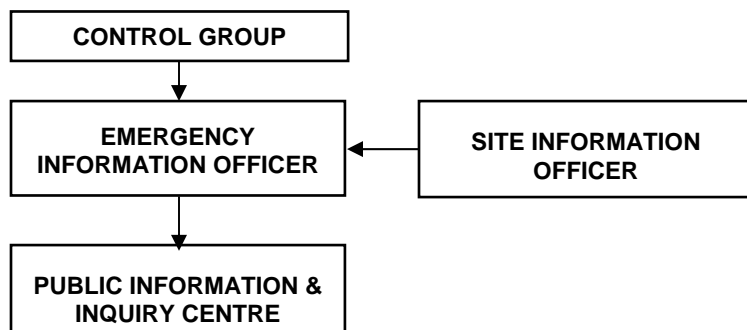 CONTROL GROUP
EMERGENCY
INFORMATION OFFICER
SITE INFORMATION
OFFICER
PUBLIC INFORMATION &
INQUIRY CENTRE